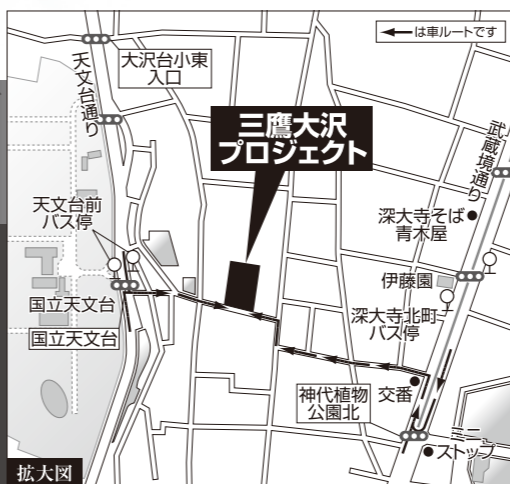 ←は車ルートです
大沢台小東
入口
天文台通り
三鷹大沢
プロジェクト
武蔵境通り
深大寺そば
青木屋
天文台前
バス停
伊藤園
国立天文台
深大寺北町
バス停
国立天文台
神代植物
公園北
交番
ミニ
ストップ
拡大図